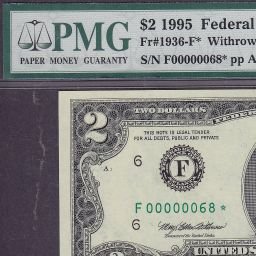 PMG
PAPER MONEY GUARANTY
$2 1995 Federal
Fr#1936-F* Withrow
S/N F00000068* pp A
TWO DOLLARS
2
THIS NOTE IS LEGAL TENDER
FOR ALL DEBTS, PUBLIC AND PRIVATE
6
F
F 00000068 *
6
2